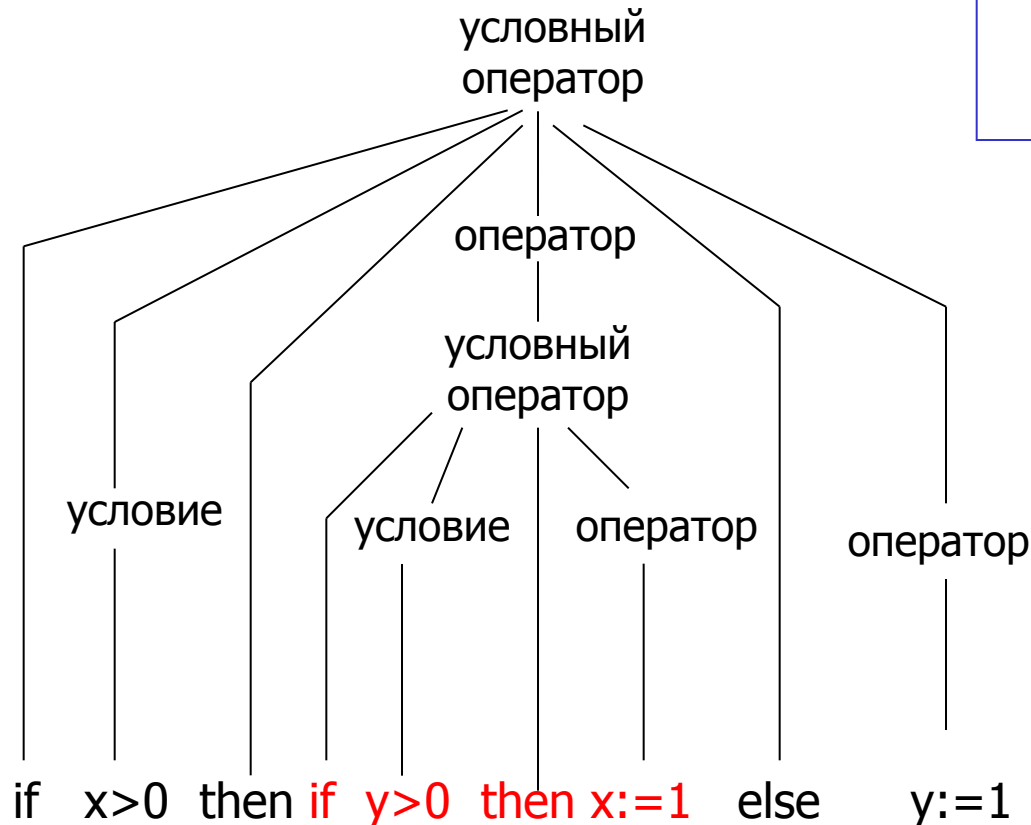 условный
оператор
оператор
условный
оператор
условие
условие
оператор
оператор
if x>0 then if y>0 then x:=1 else y:=1